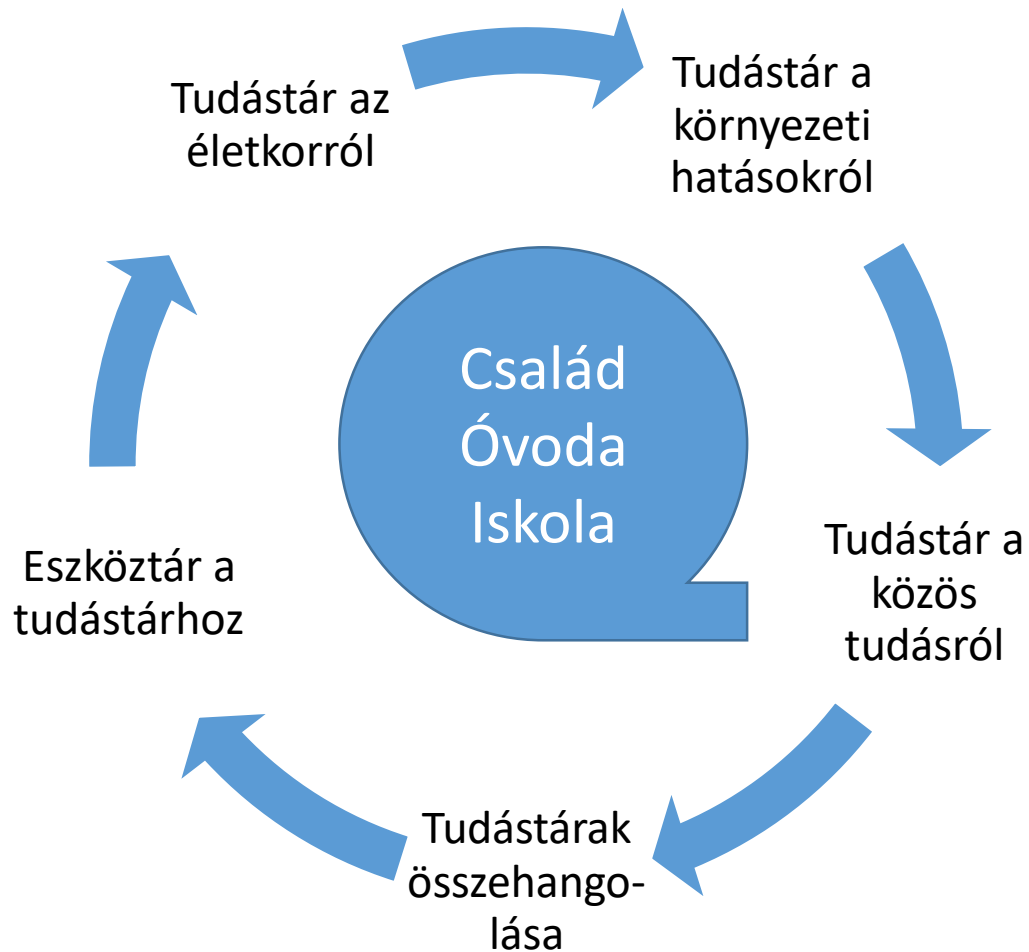 Tudástár az
életkorról
Tudástár a
környezeti
hatásokról
Család
Óvoda
Iskola
Tudástár a
közös
tudásról
Tudástárak
összehango-
lása
Eszköztár a
tudástárhoz